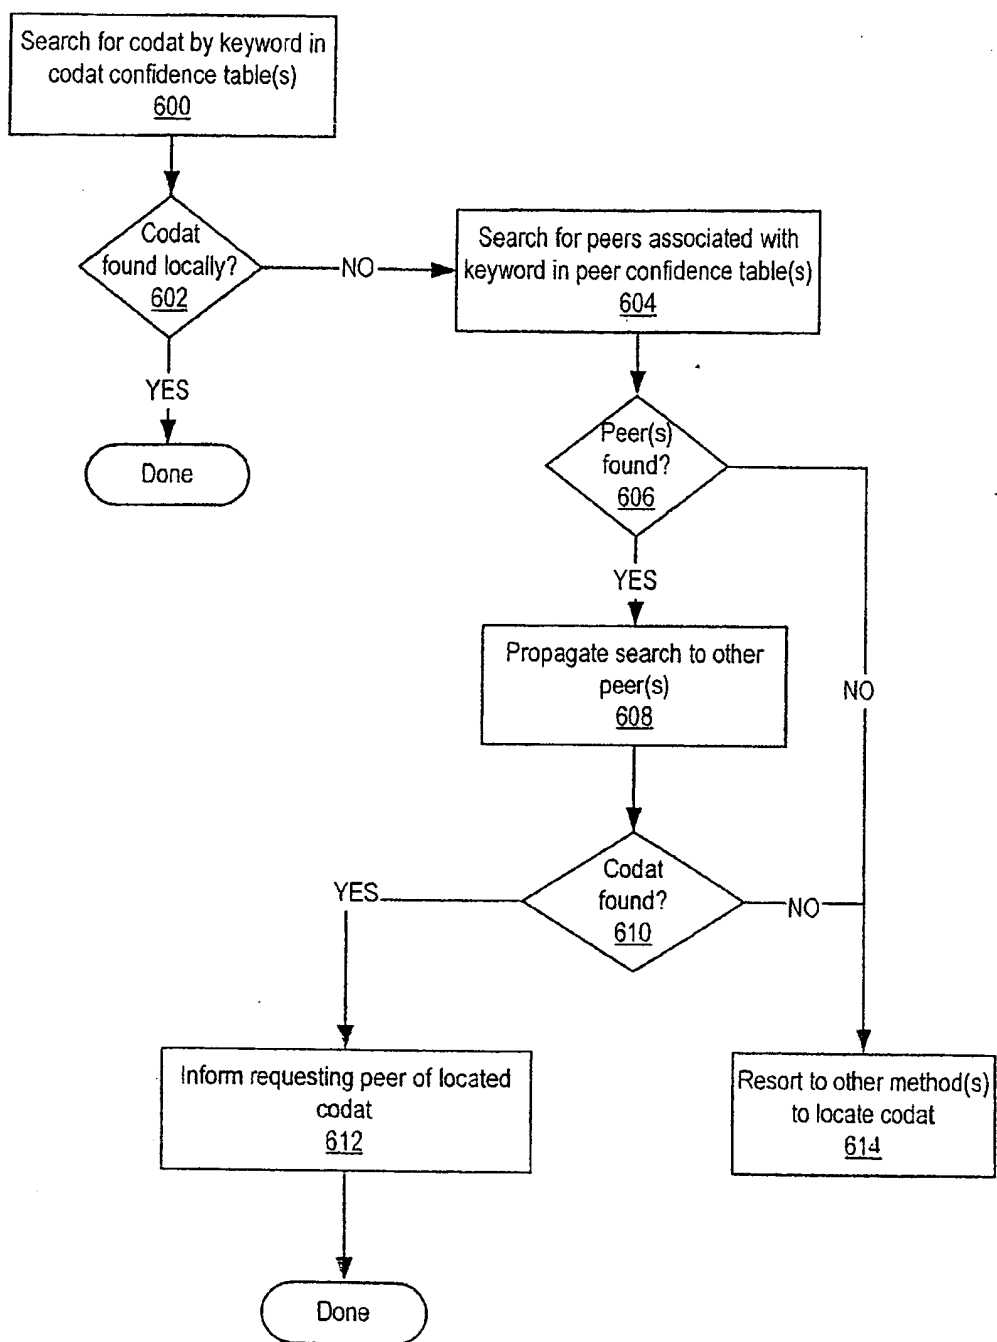 Search for codat by keyword in
codat confidence table(s)
600
Codat
found locally?
602
NO
YES
Done
Search for peers associated with
keyword in peer confidence table(s)
604
Peer(s)
found?
606
YES
NO
Propagate search to other
peer(s)
608
Codat
found?
610
YES
NO
Inform requesting peer of located
codat
612
Done
Resort to other method(s)
to locate codat
614